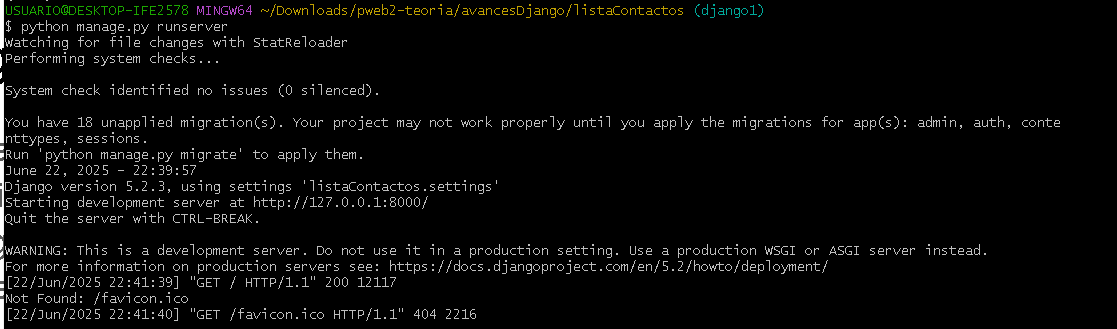 USUARIO@DESKTOP-IFE2578 MINGW64 ~/Downloads/pweb2-teoria/avancesDjango/listaContactos (django1)
$ python manage.py runserver
Watching for file changes with StatReloader
Performing system checks...
System check identified no issues (0 silenced).
You have 18 unapplied migration(s). Your project may not work properly until you apply the migrations for app(s): admin, auth, conte
nttypes, sessions.
Run 'python manage.py migrate' to apply them.
June 22, 2025 - 22:39:57
Django version 5.2.3, using settings 'listaContactos.settings'
Starting development server at http://127.0.0.1:8000/
Quit the server with CTRL-BREAK.
WARNING: This is a development server. Do not use it in a production setting. Use a production WSGI or ASGI server instead.
For more information on production servers see: https://docs.djangoproject.com/en/5.2/howto/deployment/
[22/Jun/2025 22:41:39] "GET / HTTP/1.1" 200 12117
Not Found: /favicon.ico
[22/Jun/2025 22:41:40] "GET /favicon.ico HTTP/1.1" 404 2216